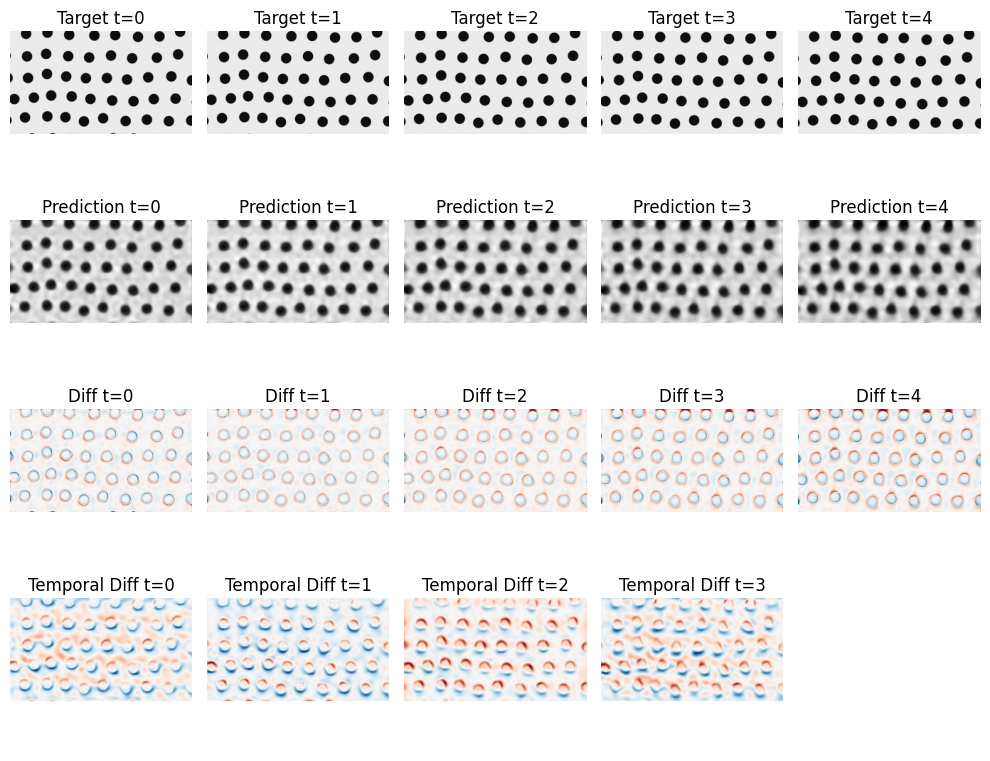 Target t=0 Target t=1 Target t=2 Target t=3 Target t=4
Prediction t=0 Prediction t=1 Prediction t=2 Prediction t=3 Prediction t=4
Diff t=0 Diff t=1 Diff t=2 Diff t=3 Diff t=4
Temporal Diff t=0 Temporal Diff t=1 Temporal Diff t=2 Temporal Diff t=3